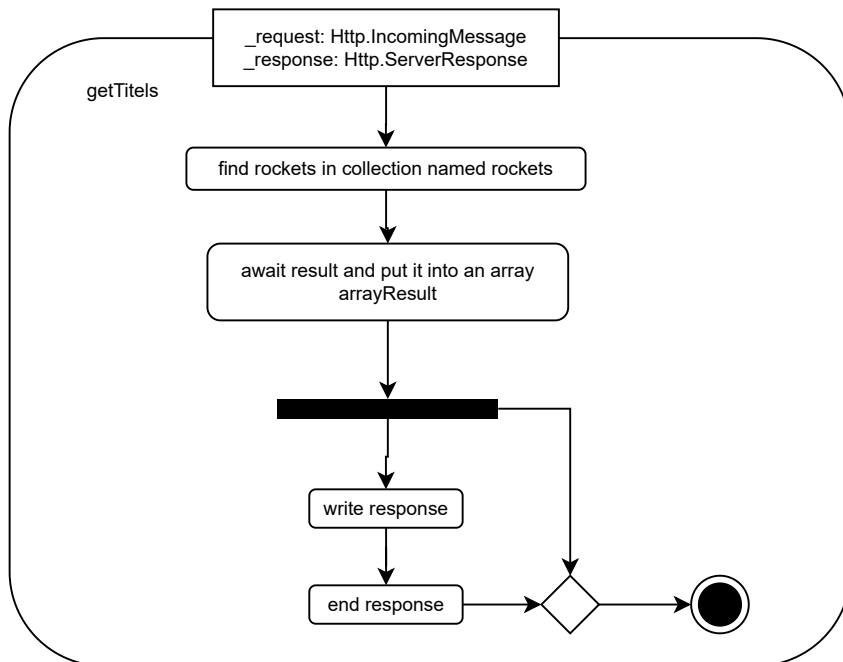 _request: Http.IncomingMessage
_response: Http.ServerResponse
getTitels
find rockets in collection named rockets
await result and put it into an array
arrayResult
write response
end response